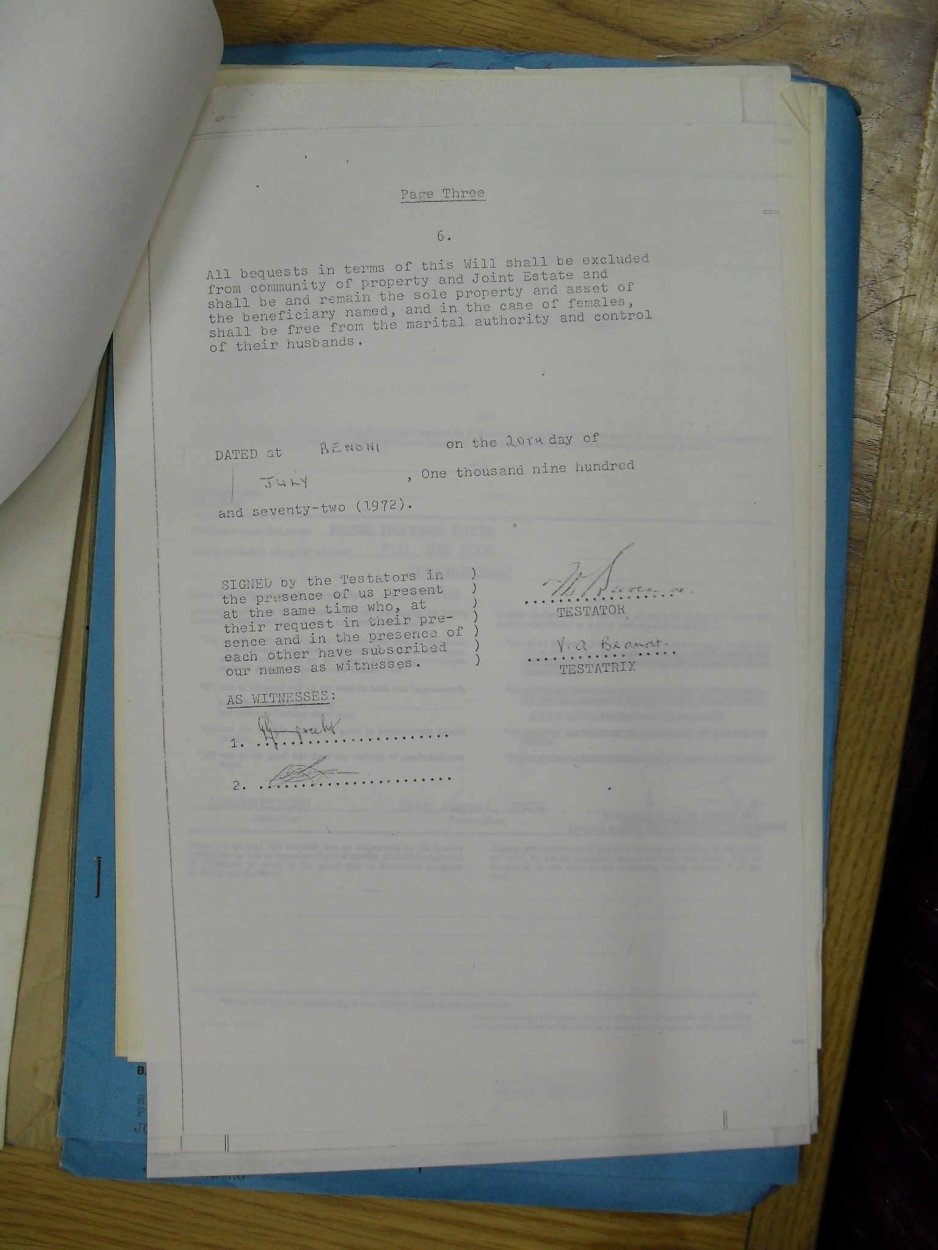 Page Three
6.
All bequests in terms of this Will shall be excluded
from community of property and Joint Estate and
shall be and remain the sole property and asset of
the beneficiary named, and in the case of females,
shall be free from the marital authority and control
of their husbands.
DATED at BENONI on the 20TH day of
JULY , One thousand nine hundred
and seventy-two (1972).
SIGNED by the Testators in )
the presence of us present )
at the same time who, at )
their request in their pre- )
sence and in the presence of )
each other have subscribed )
our names as witnesses. )
TESTATOR
V. A.
TESTATRIX
AS WITNESSES:
1.
2.